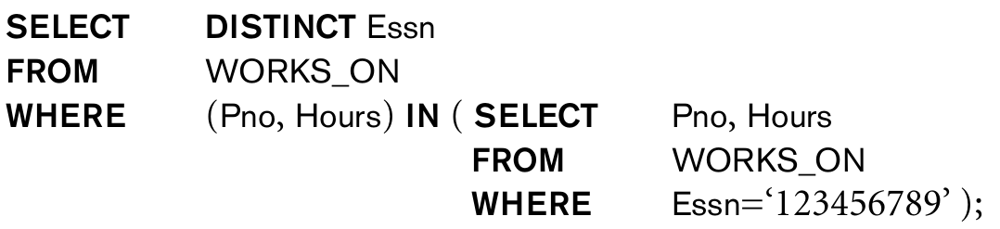 SELECT DISTINCT Essn
FROM WORKS_ON
WHERE (Pno, Hours) IN ( SELECT Pno, Hours
FROM WORKS_ON
WHERE Essn=‘123456789’ );